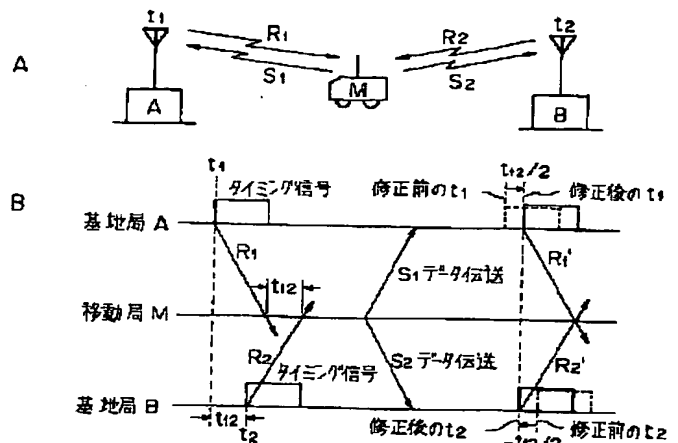 A
t₁
R₁
S₁
A
M
R₂
S₂
t₂
B
B
t₁
タイミング信号
修正前のt₁
t₁₂/2
修正後のt₁
基地局 A
R₁
t₁₂
S₁データ伝送
R₁'
移動局 M
R₂
タイミング信号
S₂データ伝送
R₂'
基地局 B
t₁₂
t₂
修正後のt₂
-t₁₂/2
修正前のt₂